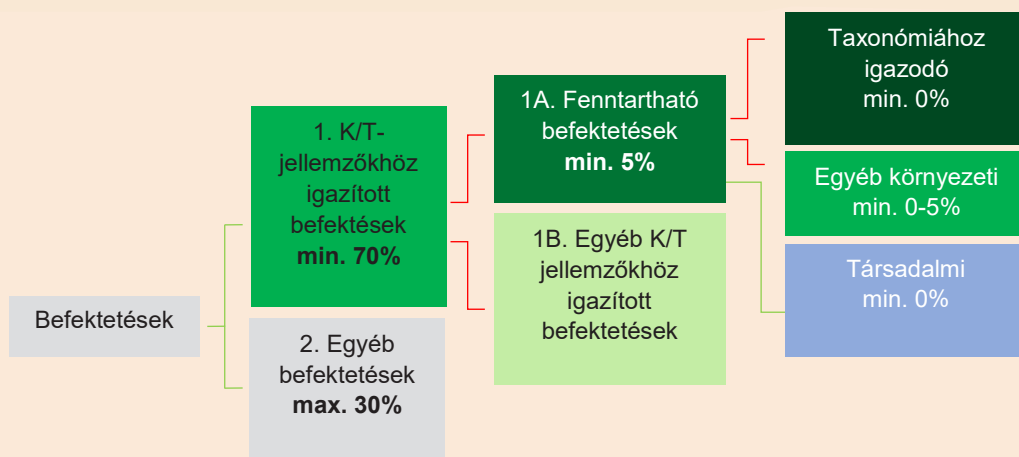 Befektetések
1. K/T-
jellemzőkhöz
igazított
befektések
min. 70%
2. Egyéb
befektetések
max. 30%
1A. Fenntartható
befektetések
min. 5%
1B. Egyéb K/T
jellemzőkhöz
igazított
befektetések
Taxonómiához
igazodó
min. 0%
Egyéb környezeti
min. 0-5%
Társadalmi
min. 0%